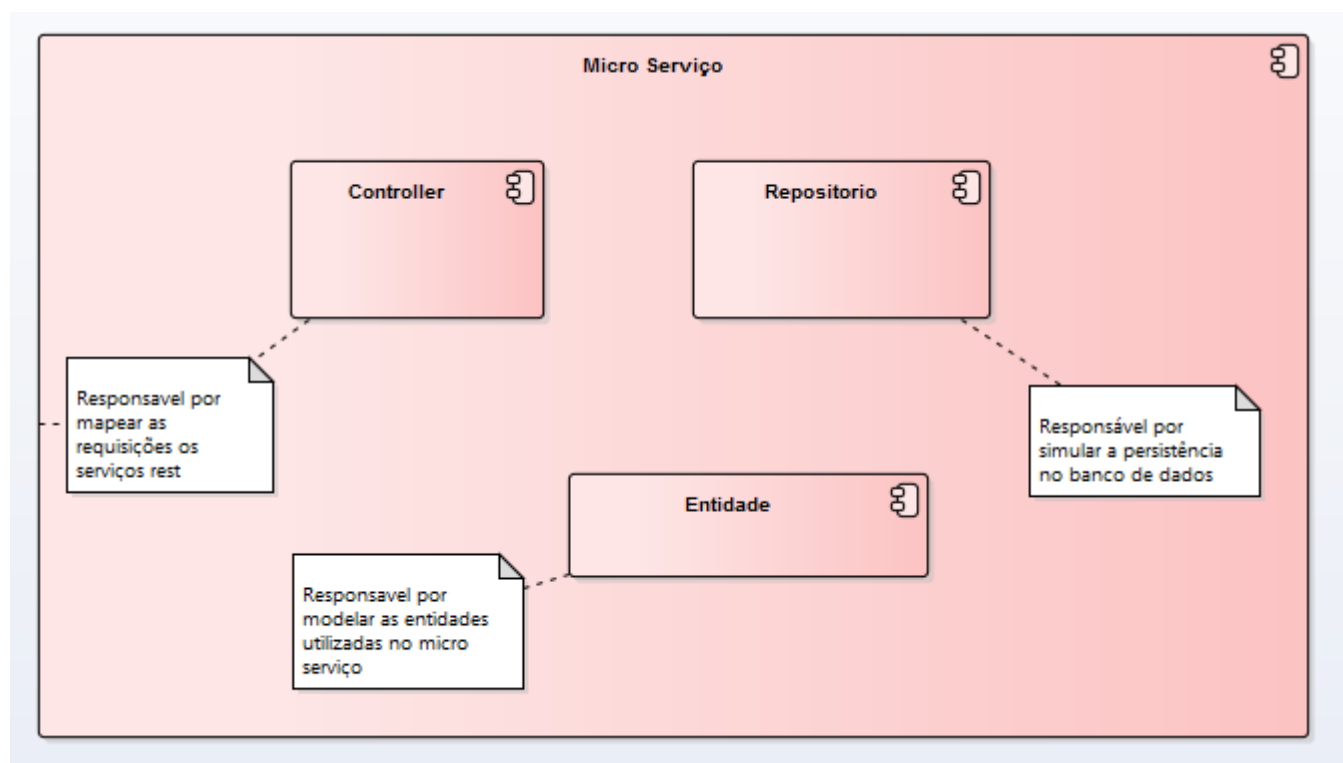 Micro Serviço
Controller
Repositorio
Responsavel por
mapear as
requisições os
serviços rest
Responsável por
simular a persistência
no banco de dados
Entidade
Responsavel por
modelar as entidades
utilizadas no micro
serviço